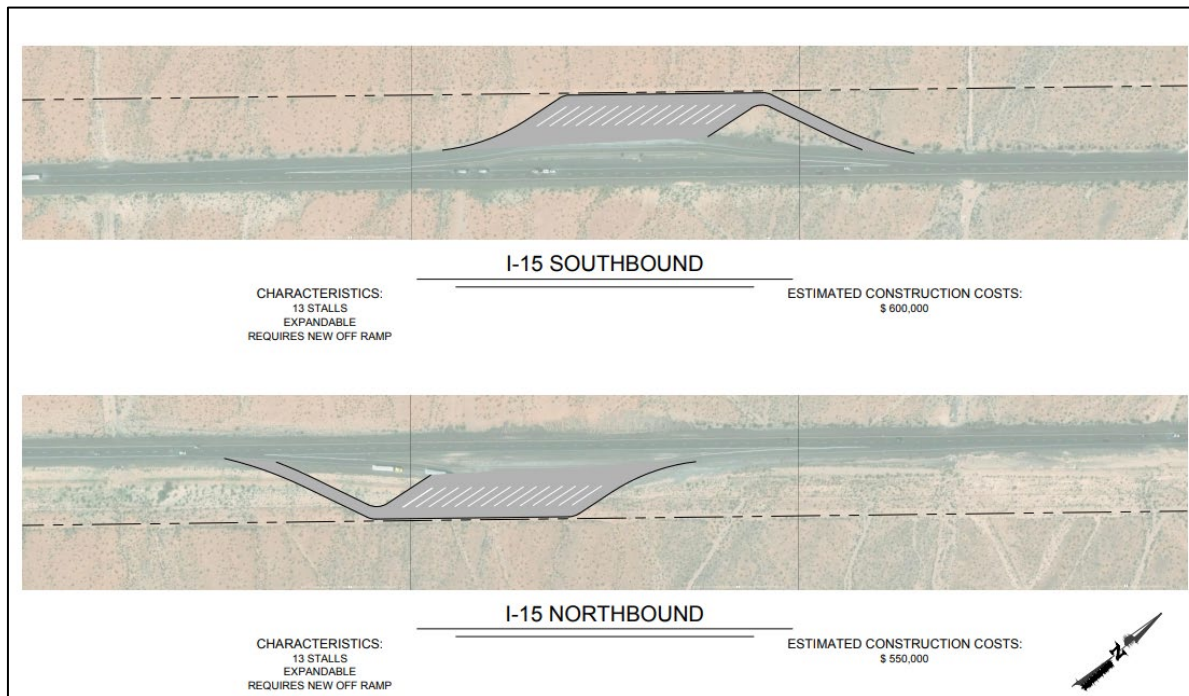 I-15 SOUTHBOUND
CHARACTERISTICS:
13 STALLS
EXPANDABLE
REQUIRES NEW OFF RAMP
ESTIMATED CONSTRUCTION COSTS:
$ 600,000
I-15 NORTHBOUND
CHARACTERISTICS:
13 STALLS
EXPANDABLE
REQUIRES NEW OFF RAMP
ESTIMATED CONSTRUCTION COSTS:
$ 550,000
N